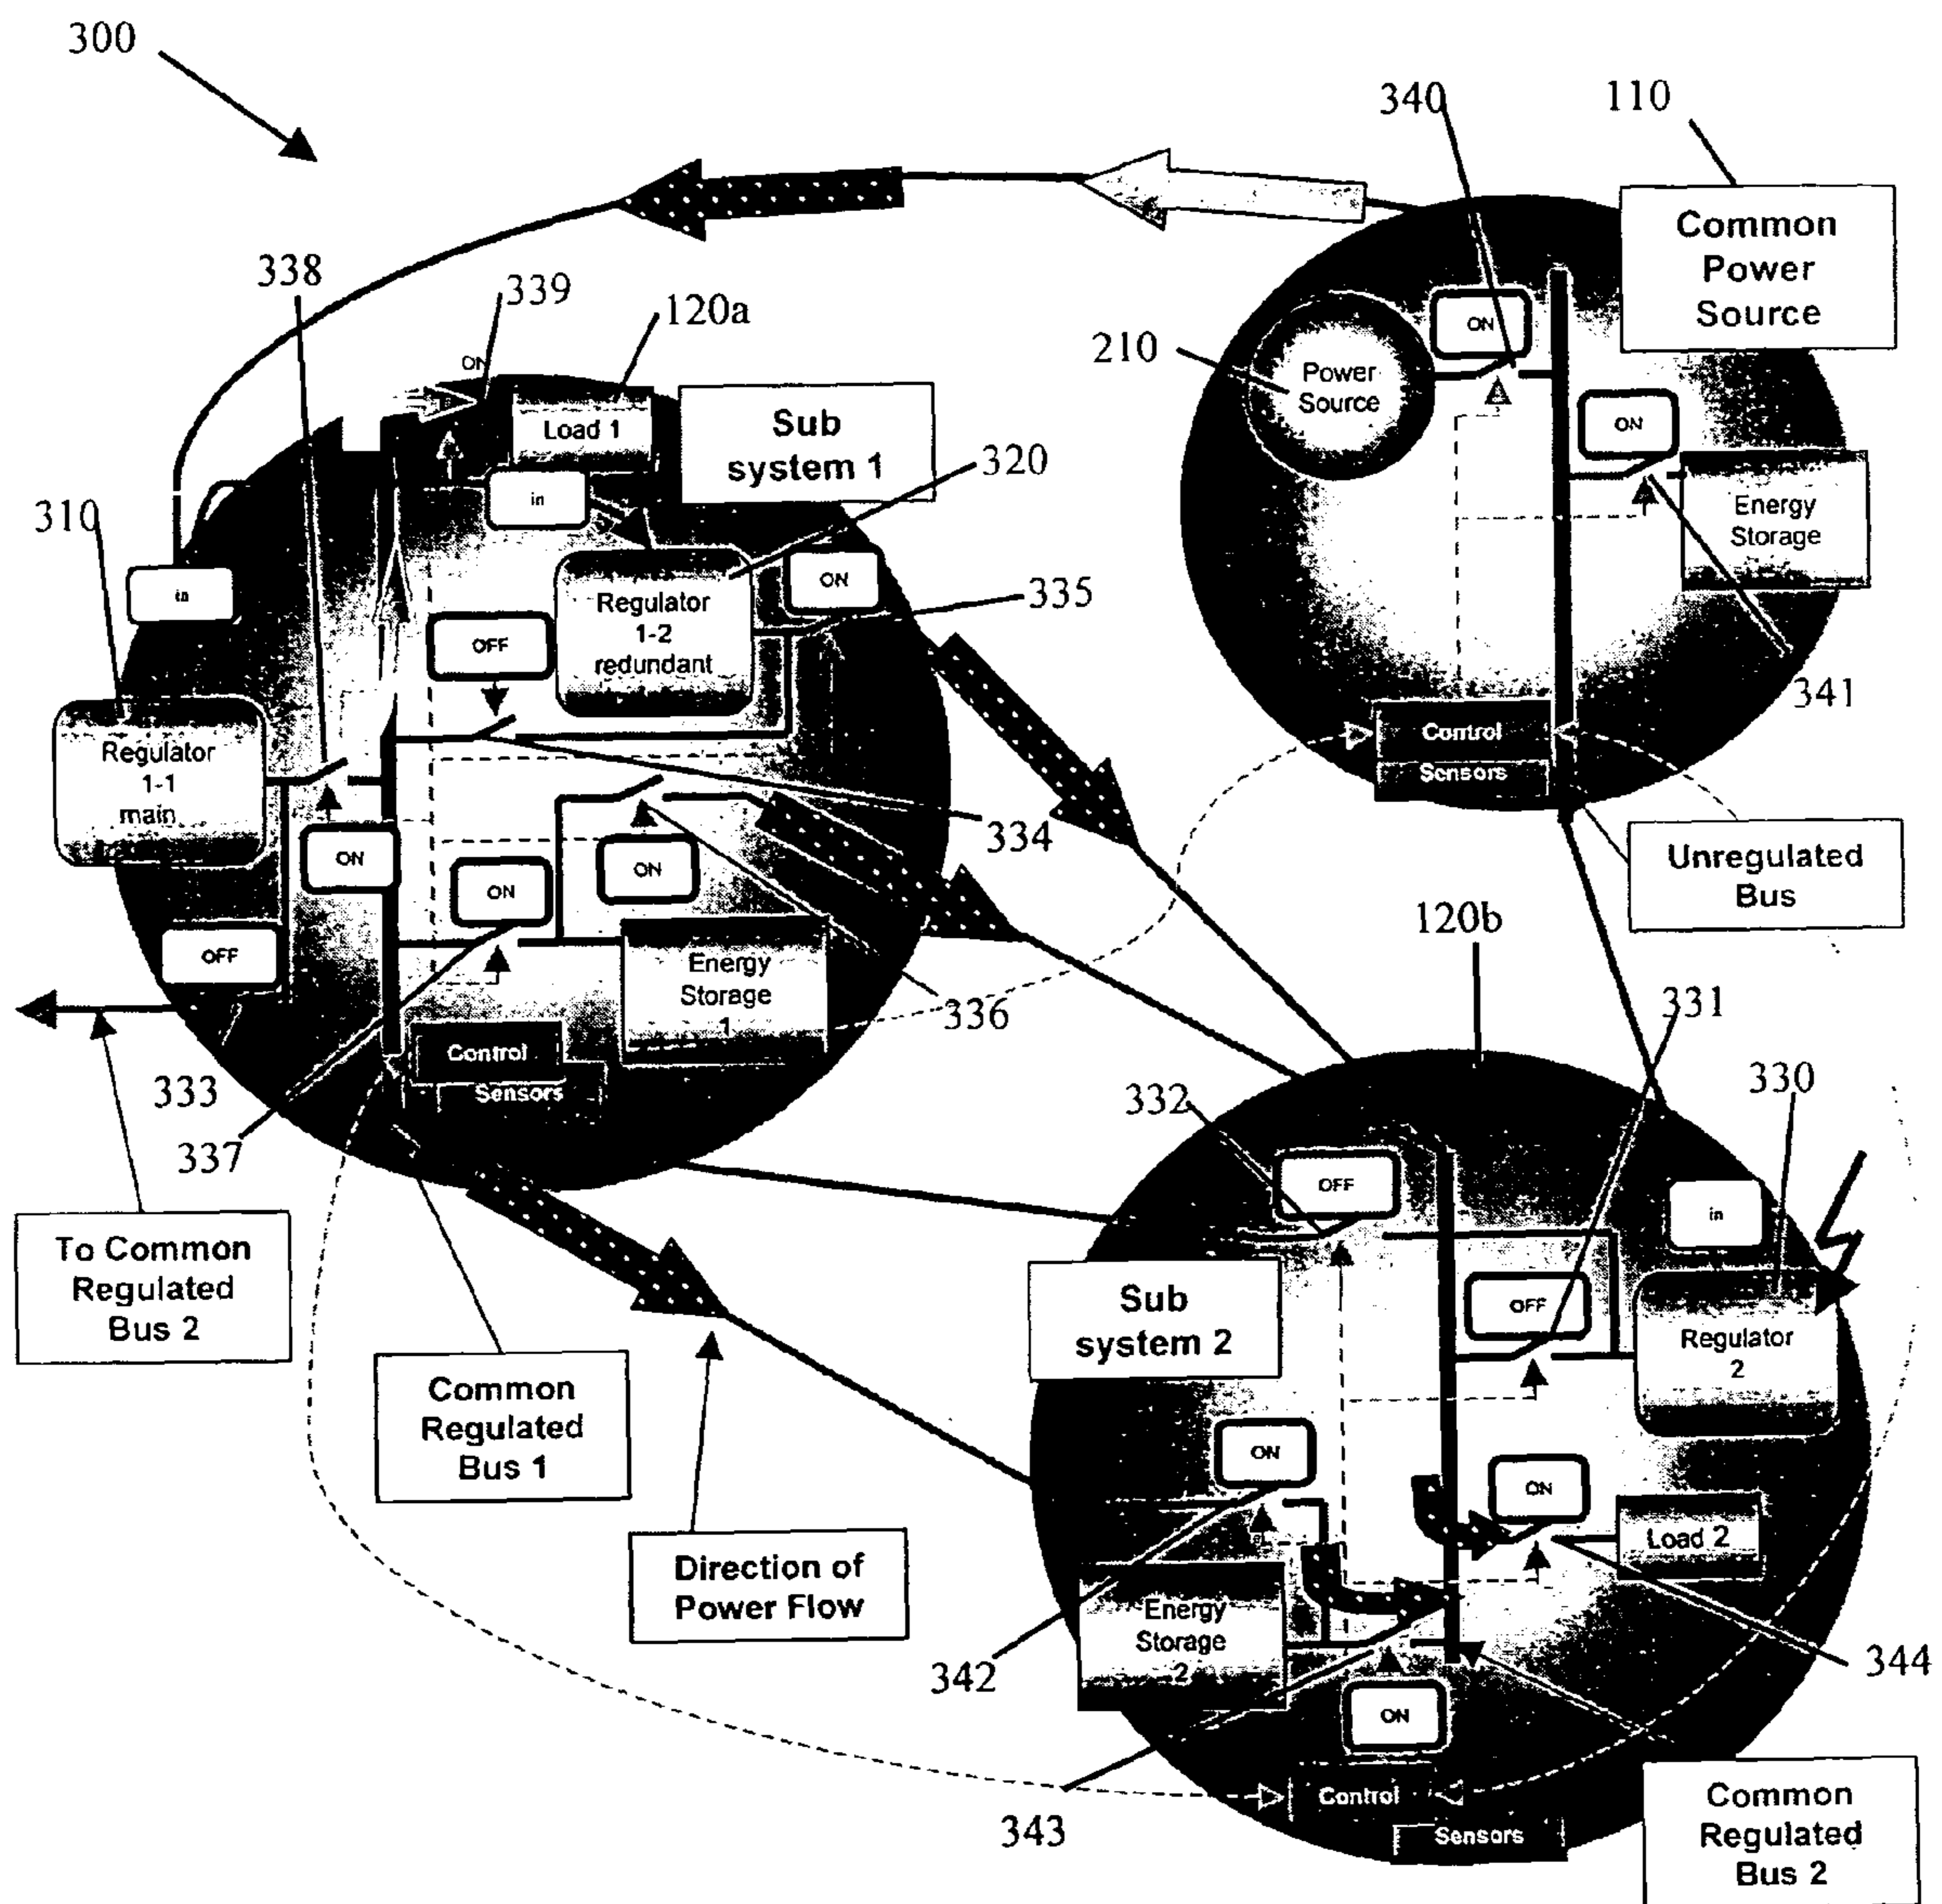 300
340
110
Common
Power
Source
338
339
120a
ON
210
Power
Source
ON
ON
Load 1
Sub
system 1
320
in
Energy
Storage
310
in
ON
335
OFF
Regulator
1-2
redundant
341
Control
Sensors
Regulator
1-1
main
334
ON
ON
ON
Unregulated
Bus
OFF
Energy
Storage
1
120b
336
331
Control
Sensors
333
337
332
330
OFF
in
To Common
Regulated
Bus 2
Sub
system 2
OFF
Regulator
2
Common
Regulated
Bus 1
ON
ON
Load 2
Direction of
Power Flow
Energy
Storage
2
342
344
ON
343
Control
Sensors
Common
Regulated
Bus 2